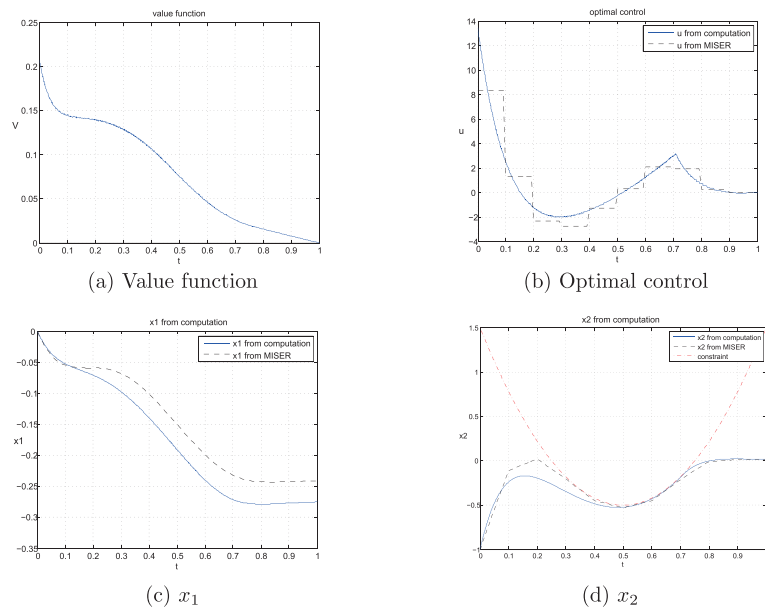 value function
0.25
0.2
0.15
V
0.1
0.05
0
0 0.1 0.2 0.3 0.4 0.5 0.6 0.7 0.8 0.9 1
t
(a) Value function
optimal control
u from computation
u from MISER
14
12
10
8
6
u
4
2
0
−2
−4
0 0.1 0.2 0.3 0.4 0.5 0.6 0.7 0.8 0.9 1
t
(b) Optimal control
x1 from computation
x1 from computation
x1 from MISER
0
−0.05
−0.1
−0.15
−0.2
x1
−0.25
−0.3
−0.35
0 0.1 0.2 0.3 0.4 0.5 0.6 0.7 0.8 0.9 1
t
(c) x₁
x2 from computation
x2 from computation
x2 from MISER
constraint
1.5
1
0.5
x2
0
−0.5
−1
0 0.1 0.2 0.3 0.4 0.5 0.6 0.7 0.8 0.9 1
t
(d) x₂